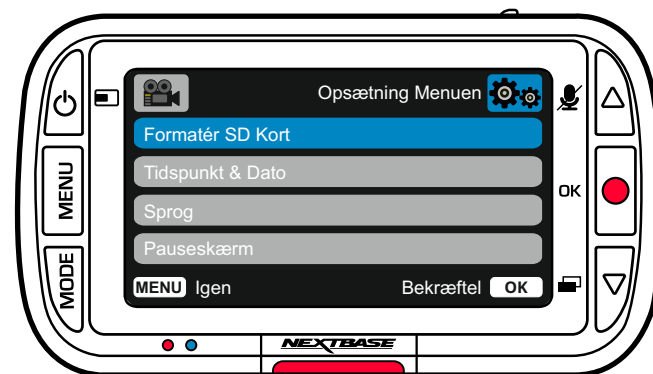 Opsætning Menuen
Formatér SD Kort
Tidspunkt & Dato
Sprog
Pauseskærm
MENU Igen Bekræftel OK
MENU
MODE
OK
NEXTBASE